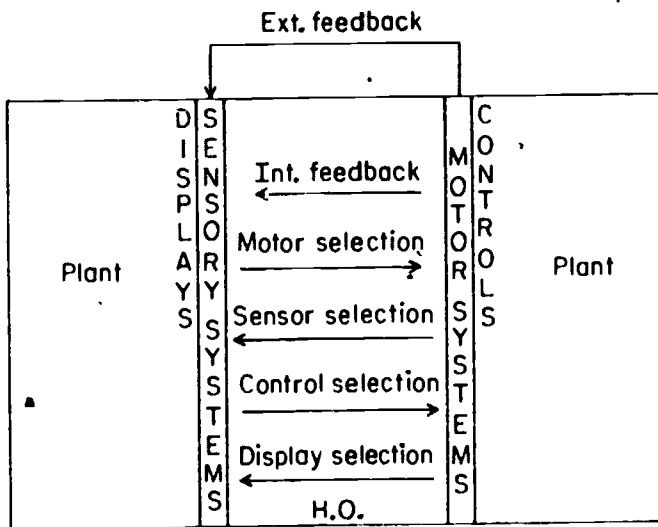 Ext. feedback
Plant
DISPLAYS
SENSORY SYSTEMS
Int. feedback
Motor selection
Sensor selection
Control selection
Display selection
H.O.
MOTOR SYSTEMS
CONTROLS
Plant